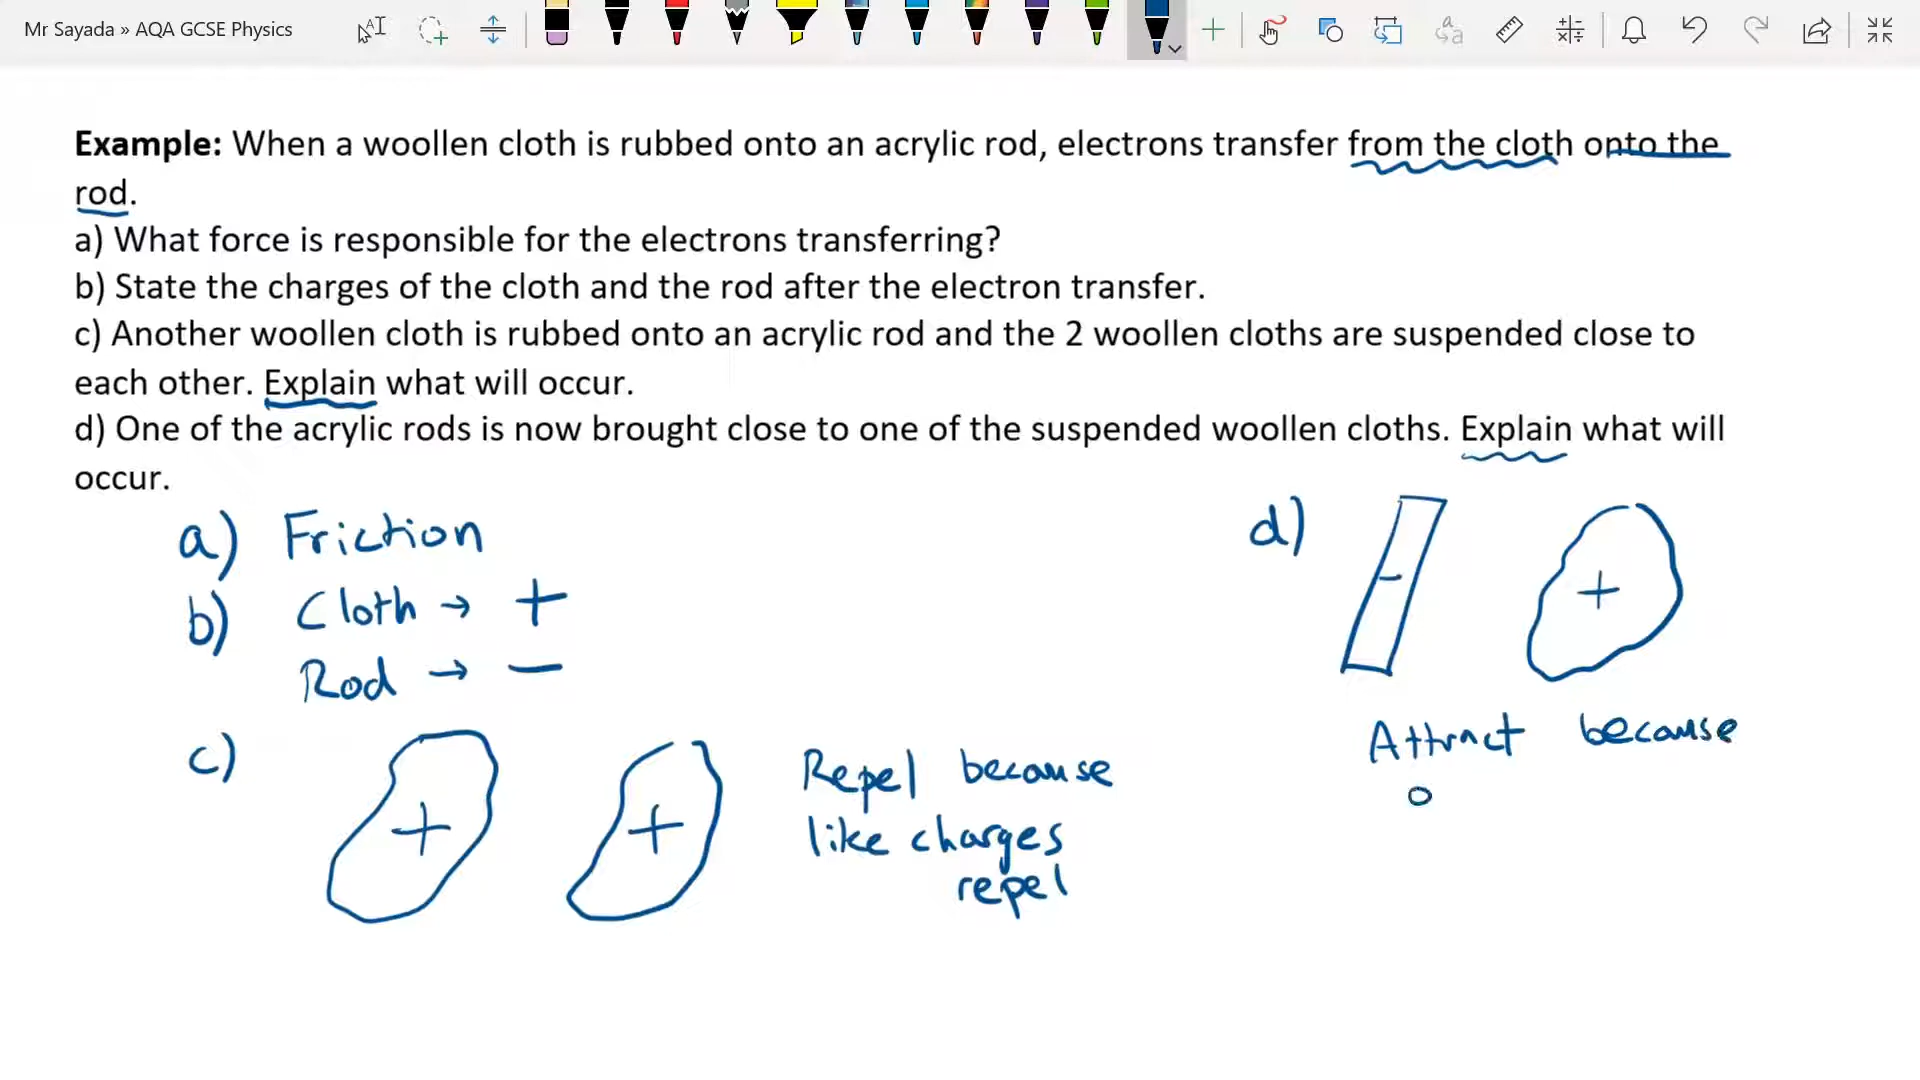 Mr Sayada » AQA GCSE Physics
Example: When a woollen cloth is rubbed onto an acrylic rod, electrons transfer from the cloth onto the
rod.
a) What force is responsible for the electrons transferring?
b) State the charges of the cloth and the rod after the electron transfer.
c) Another woollen cloth is rubbed onto an acrylic rod and the 2 woollen cloths are suspended close to
each other. Explain what will occur.
d) One of the acrylic rods is now brought close to one of the suspended woollen cloths. Explain what will
occur.
a) Friction
b) Cloth → +
Rod → −
c) + +
Repel because
like charges
repel
d) − +
Attract because
o